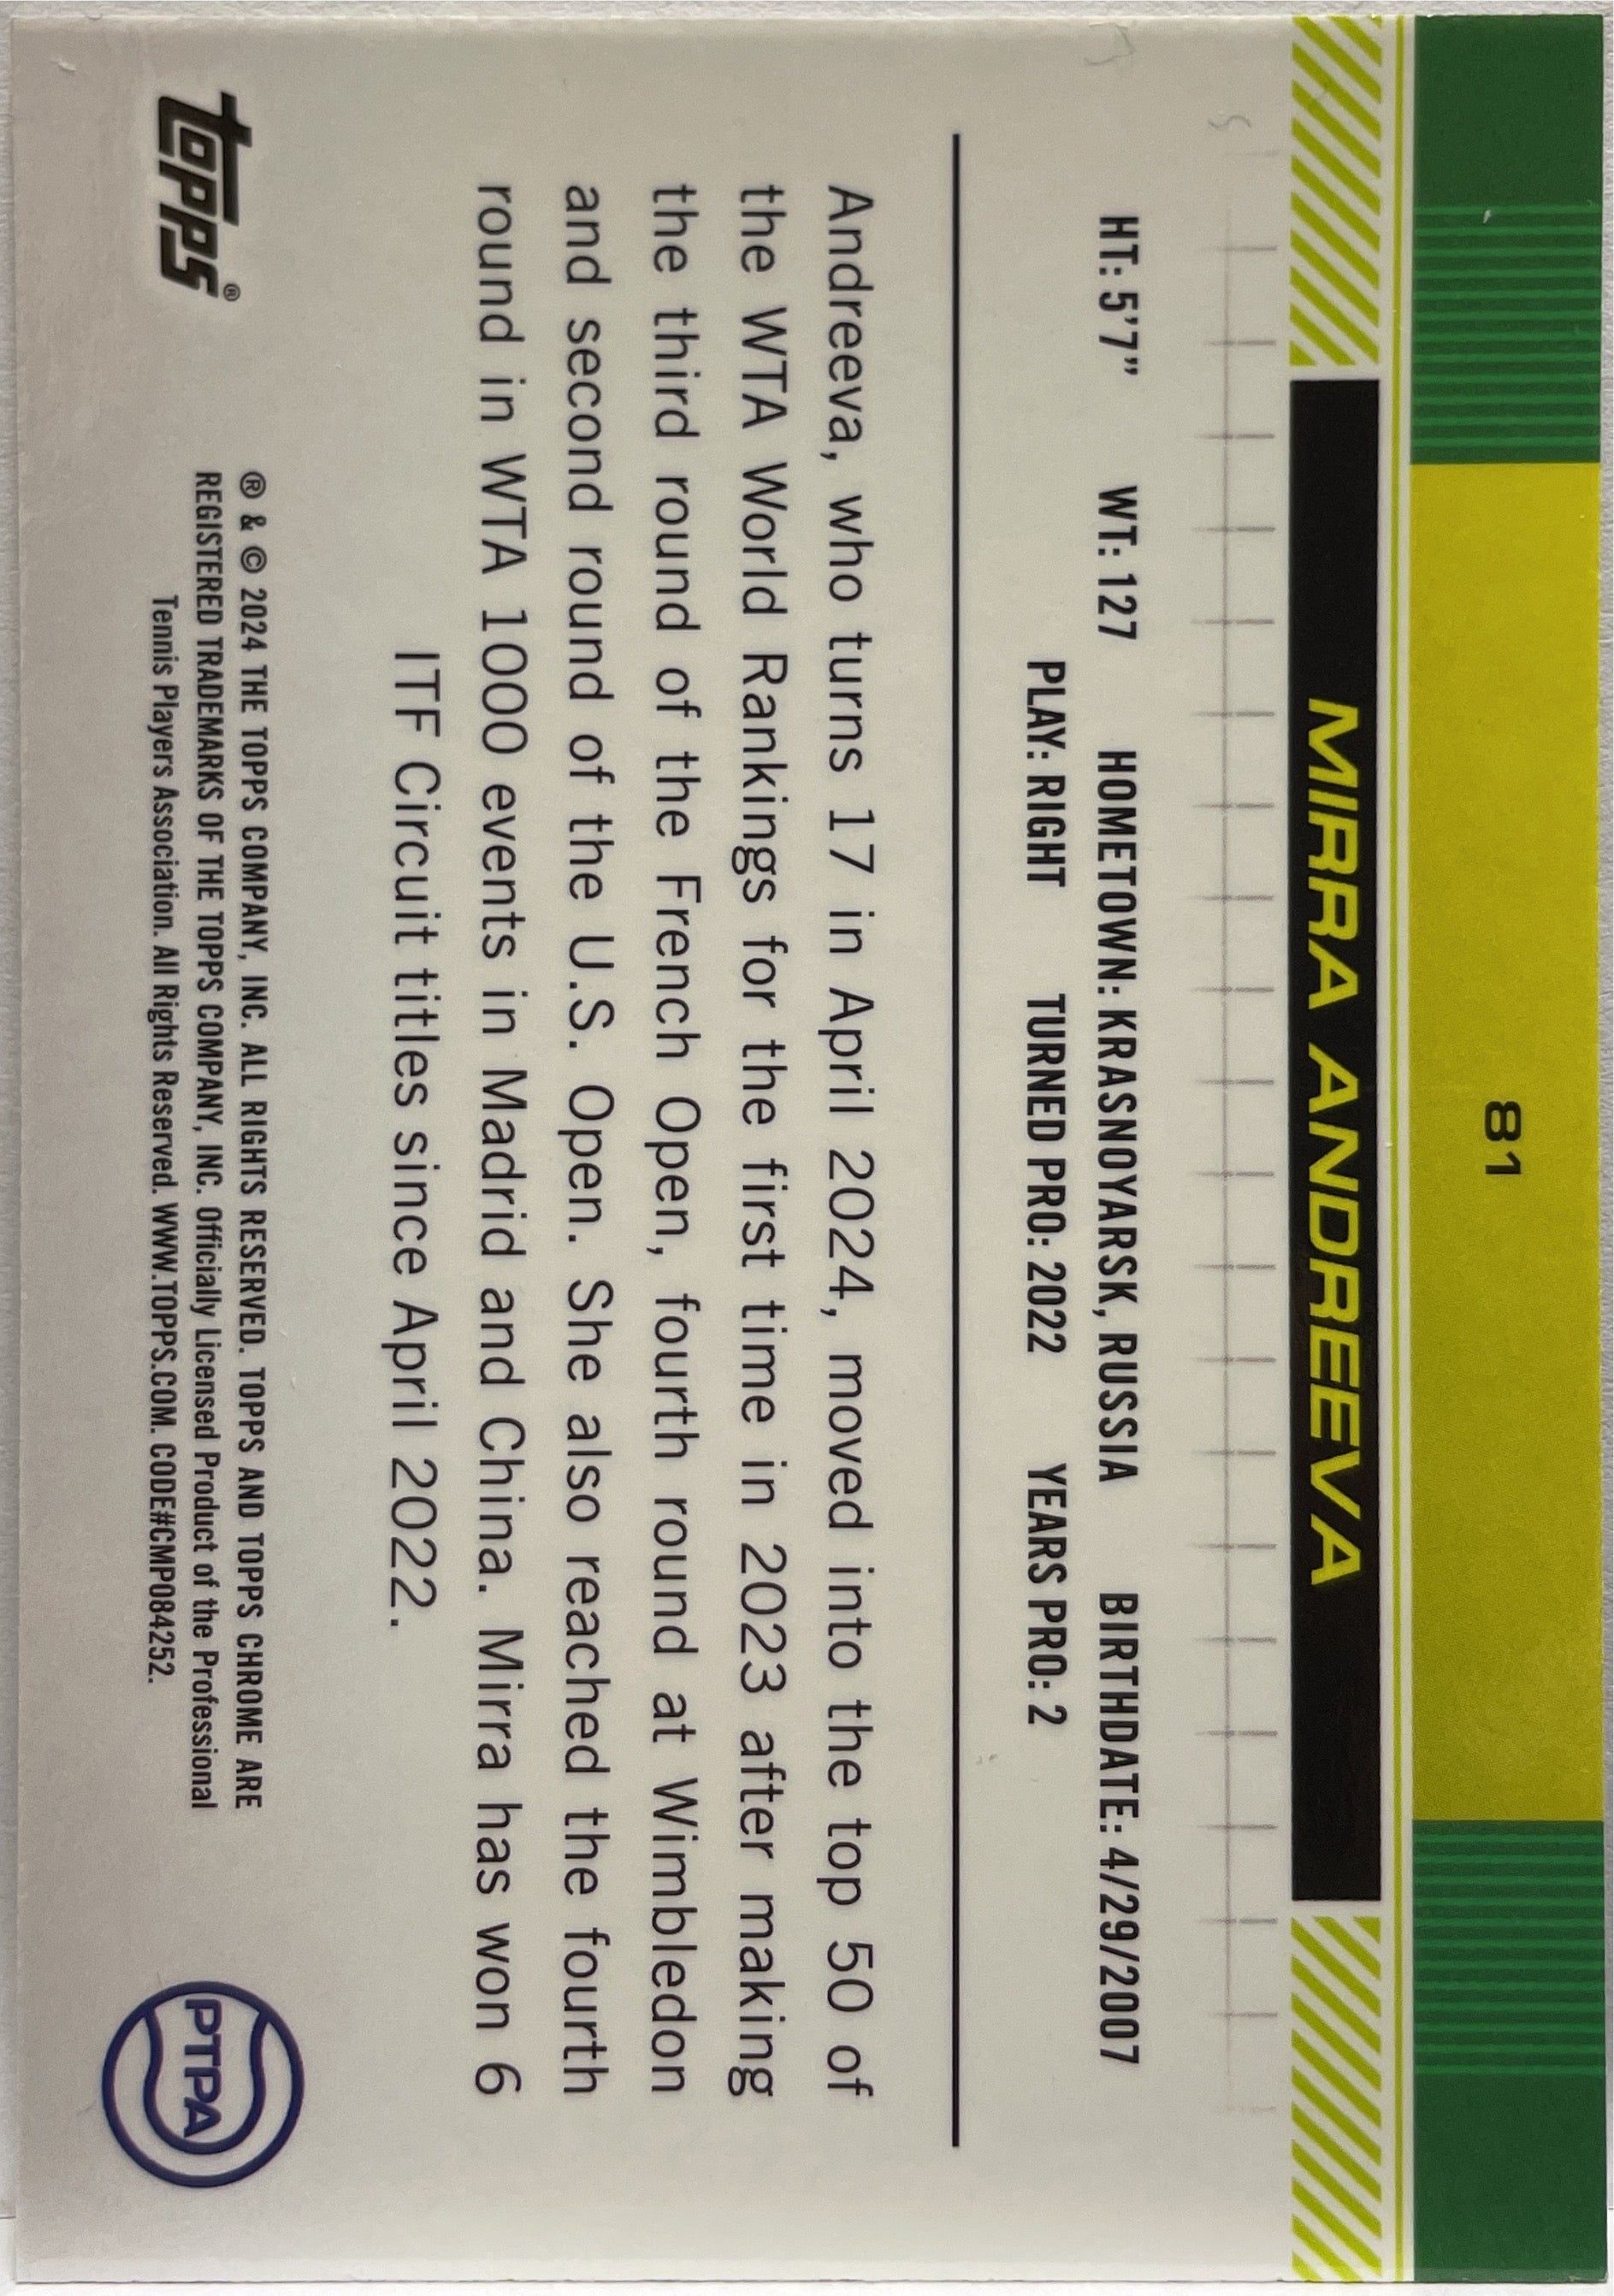 81
MIRRA ANDREEVA
HT: 5'7" WT: 127 HOMETOWN: KRASNOYARSK, RUSSIA BIRTHDATE: 4/29/2007
PLAY: RIGHT TURNED PRO: 2022 YEARS PRO: 2
Andreeva, who turns 17 in April 2024, moved into the top 50 of
the WTA World Rankings for the first time in 2023 after making
the third round of the French Open, fourth round at Wimbledon
and second round of the U.S. Open. She also reached the fourth
round in WTA 1000 events in Madrid and China. Mirra has won 6
ITF Circuit titles since April 2022.
topps®
® & © 2024 THE TOPPS COMPANY, INC. ALL RIGHTS RESERVED. TOPPS AND TOPPS CHROME ARE
REGISTERED TRADEMARKS OF THE TOPPS COMPANY, INC. Officially Licensed Product of the Professional
Tennis Players Association. All Rights Reserved. WWW.TOPPS.COM. CODE#CMP084252.
PTPA